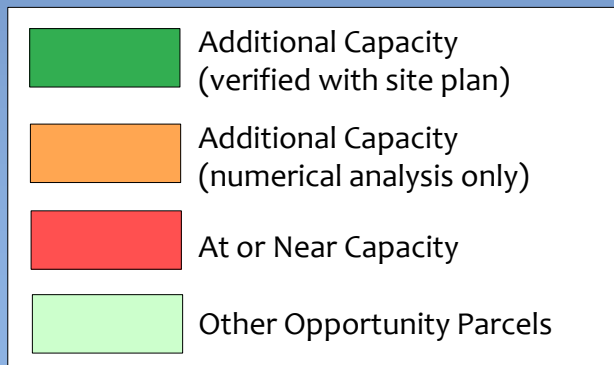 Additional Capacity
(verified with site plan)
Additional Capacity
(numerical analysis only)
At or Near Capacity
Other Opportunity Parcels